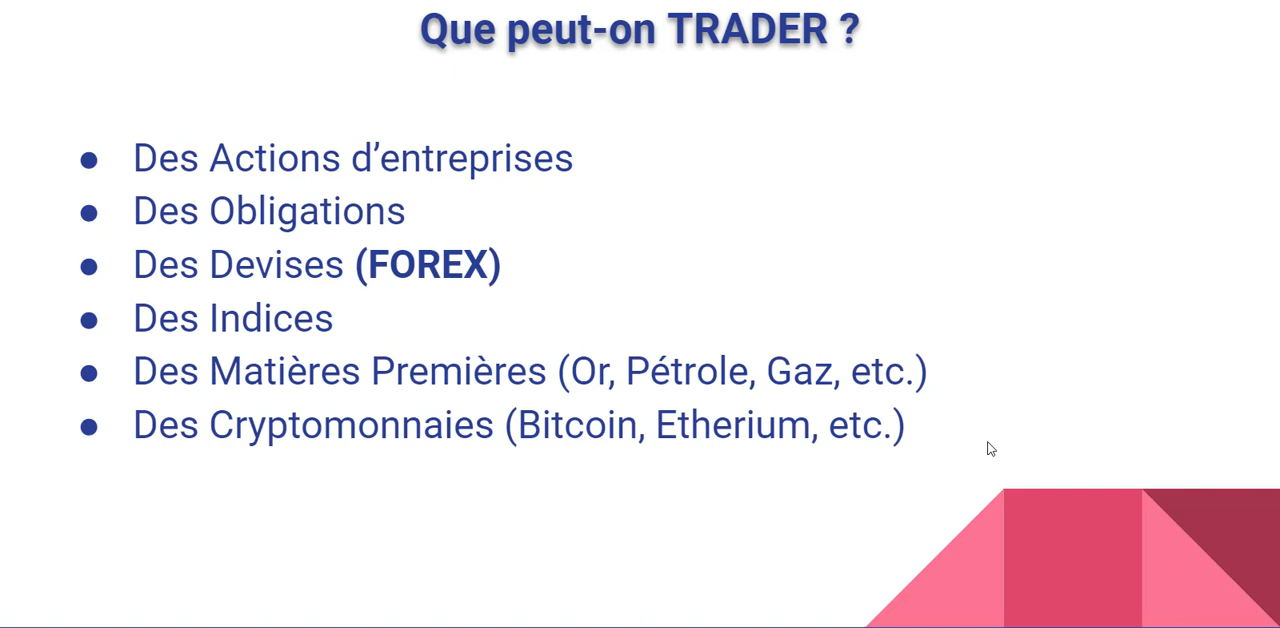 Que peut-on TRADER ?
● Des Actions d’entreprises
● Des Obligations
● Des Devises (FOREX)
● Des Indices
● Des Matières Premières (Or, Pétrole, Gaz, etc.)
● Des Cryptomonnaies (Bitcoin, Etherium, etc.)